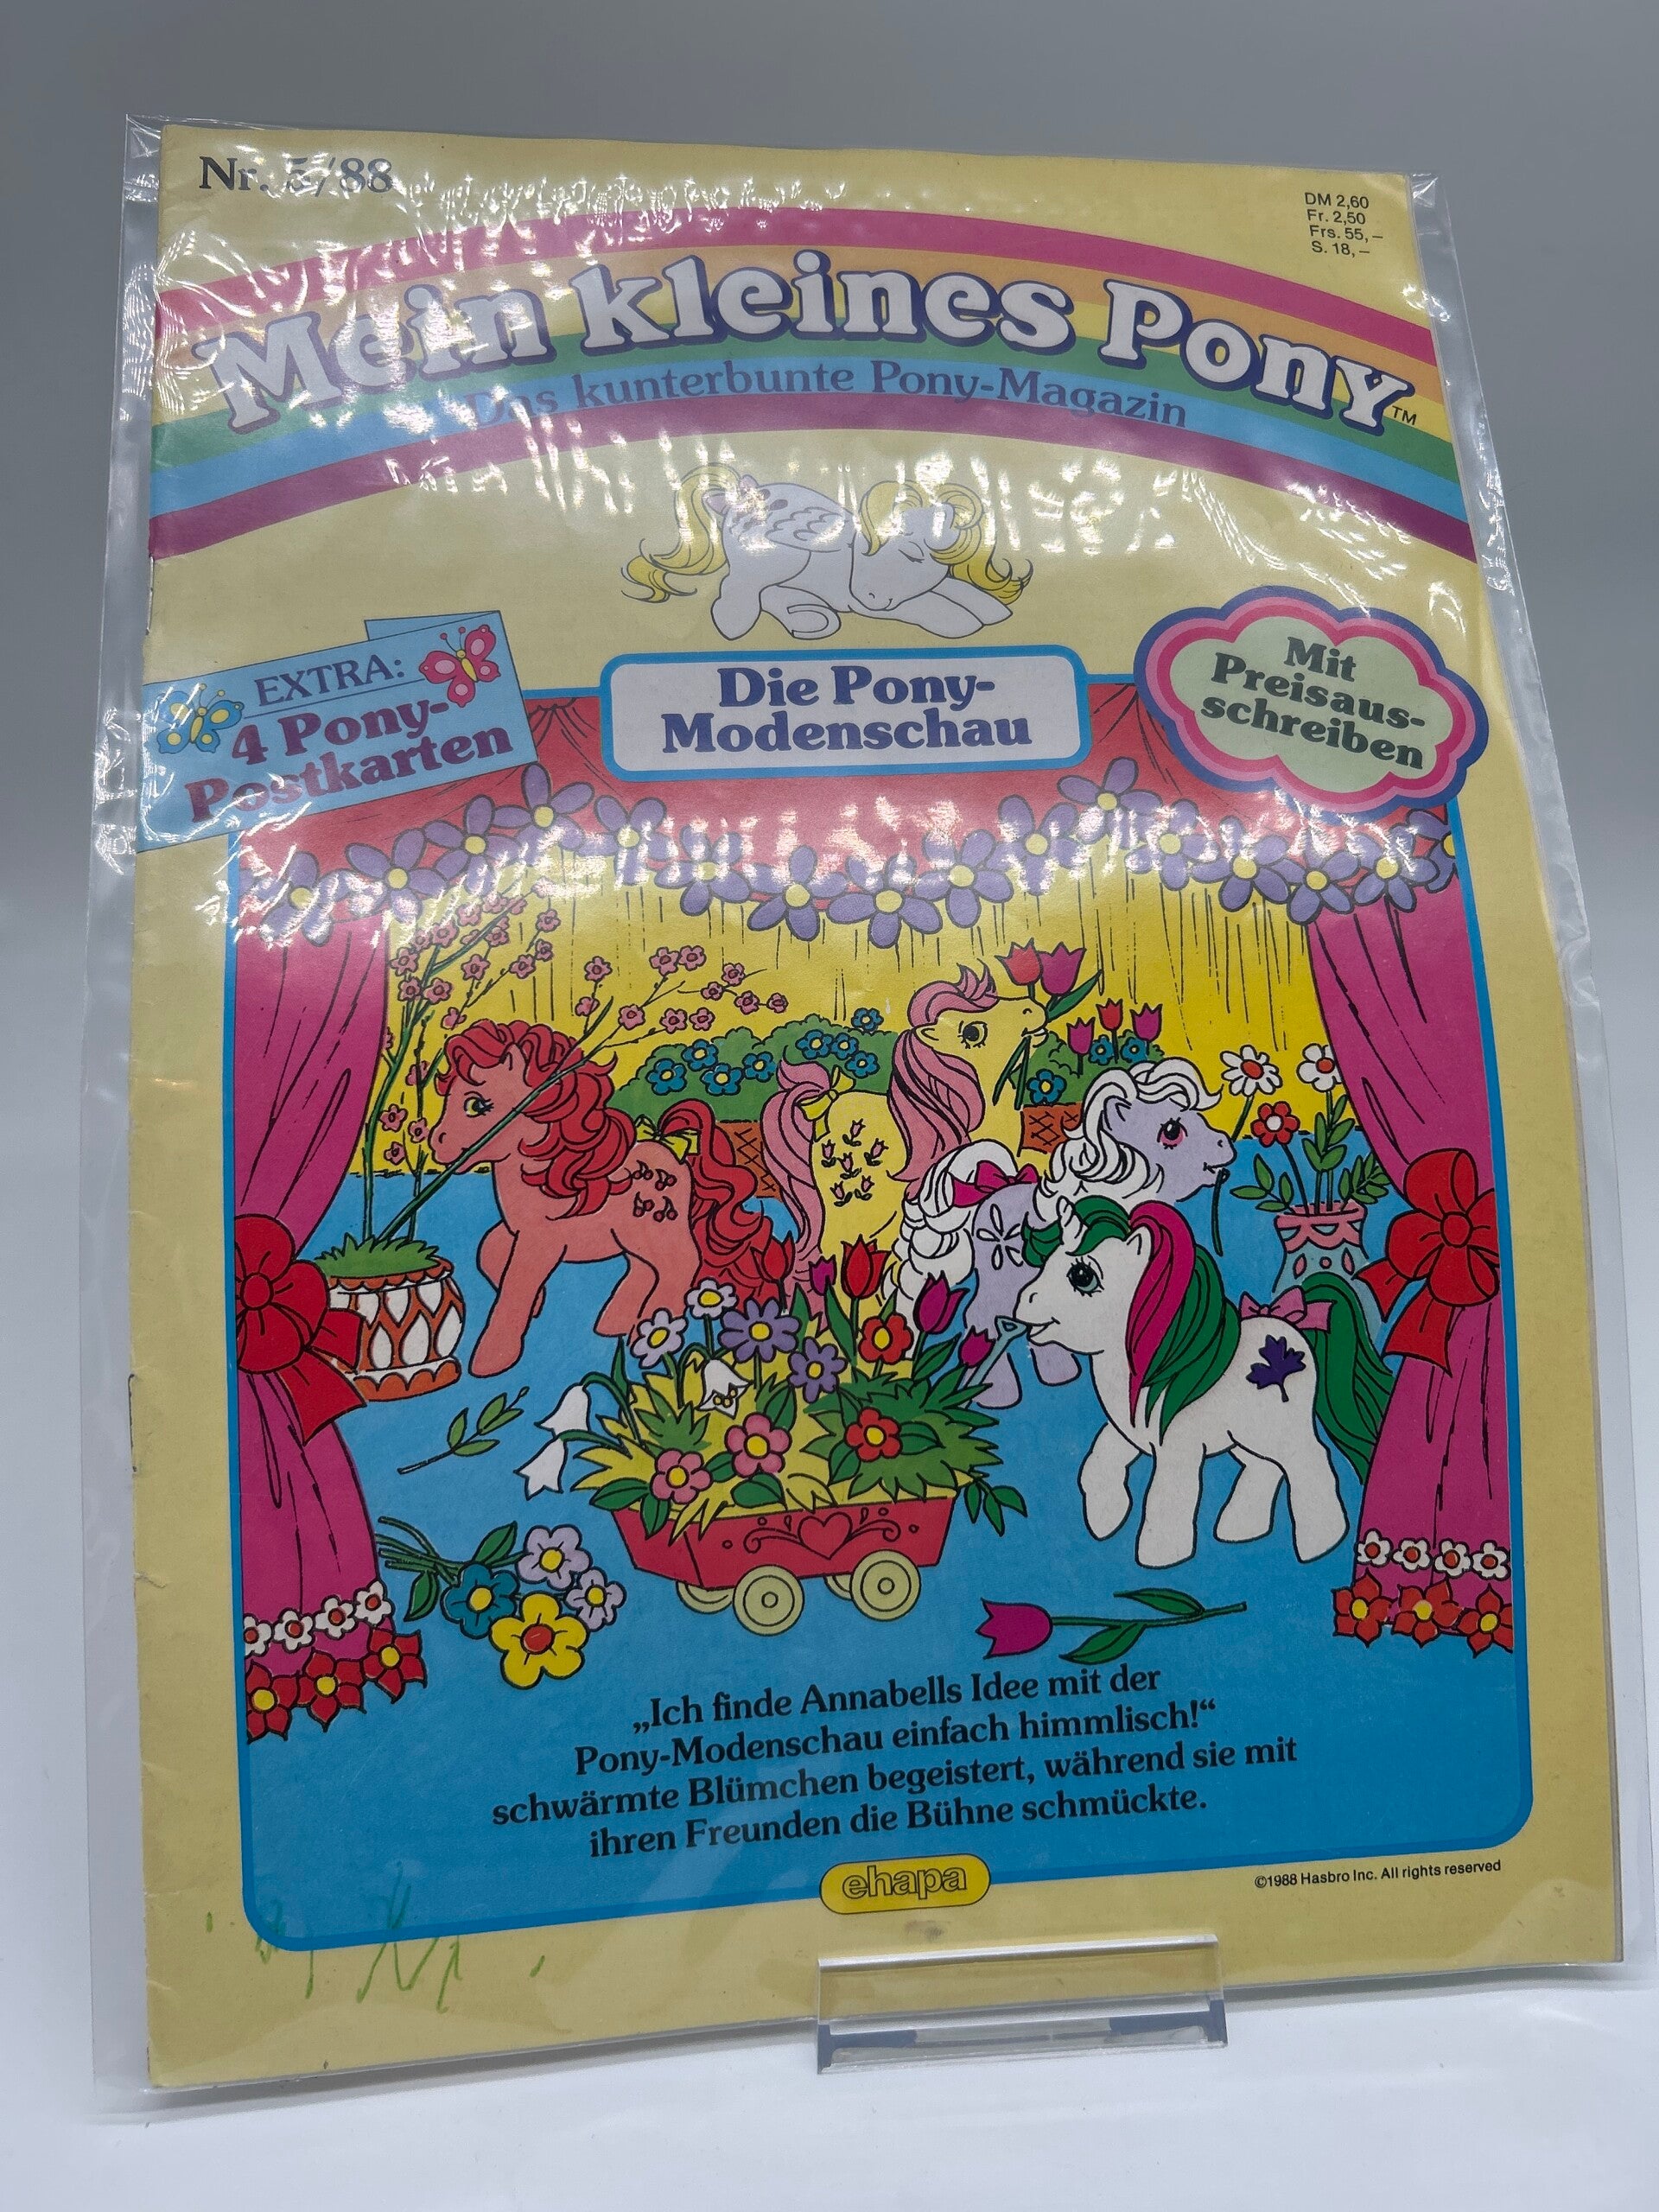 Nr. 5/88
DM 2,60
Fr. 2,50
Frs. 55,–
S. 18,–
Mein kleines Pony™
Das kunterbunte Pony-Magazin
EXTRA:
4 Pony-
Postkarten
Die Pony-
Modenschau
Mit
Preisaus-
schreiben
„Ich finde Annabells Idee mit der
Pony-Modenschau einfach himmlisch!“
schwärmte Blümchen begeistert, während sie mit
ihren Freunden die Bühne schmückte.
ehapa
©1988 Hasbro Inc. All rights reserved